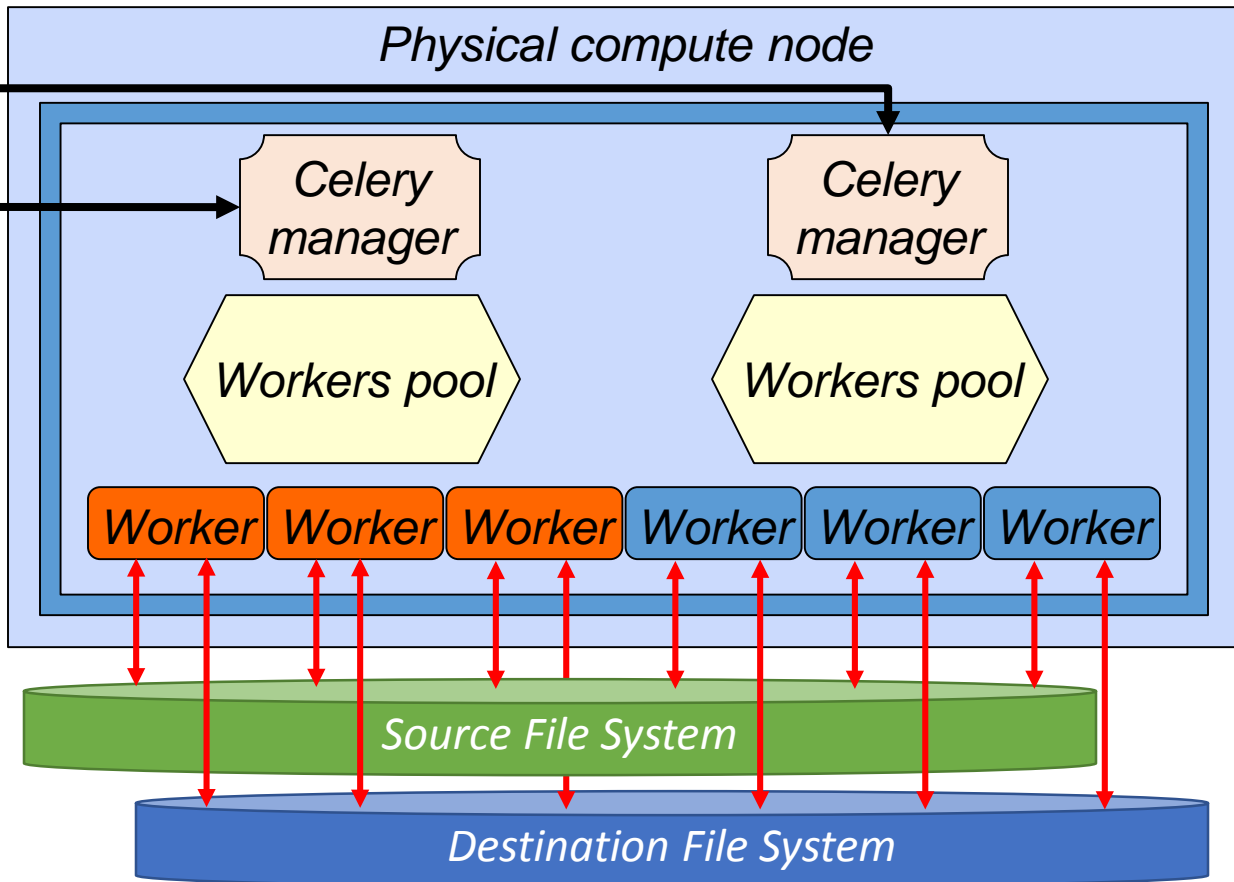 Physical compute node
Celery
manager
Celery
manager
Workers pool
Workers pool
Worker
Worker
Worker
Worker
Worker
Worker
Source File System
Destination File System